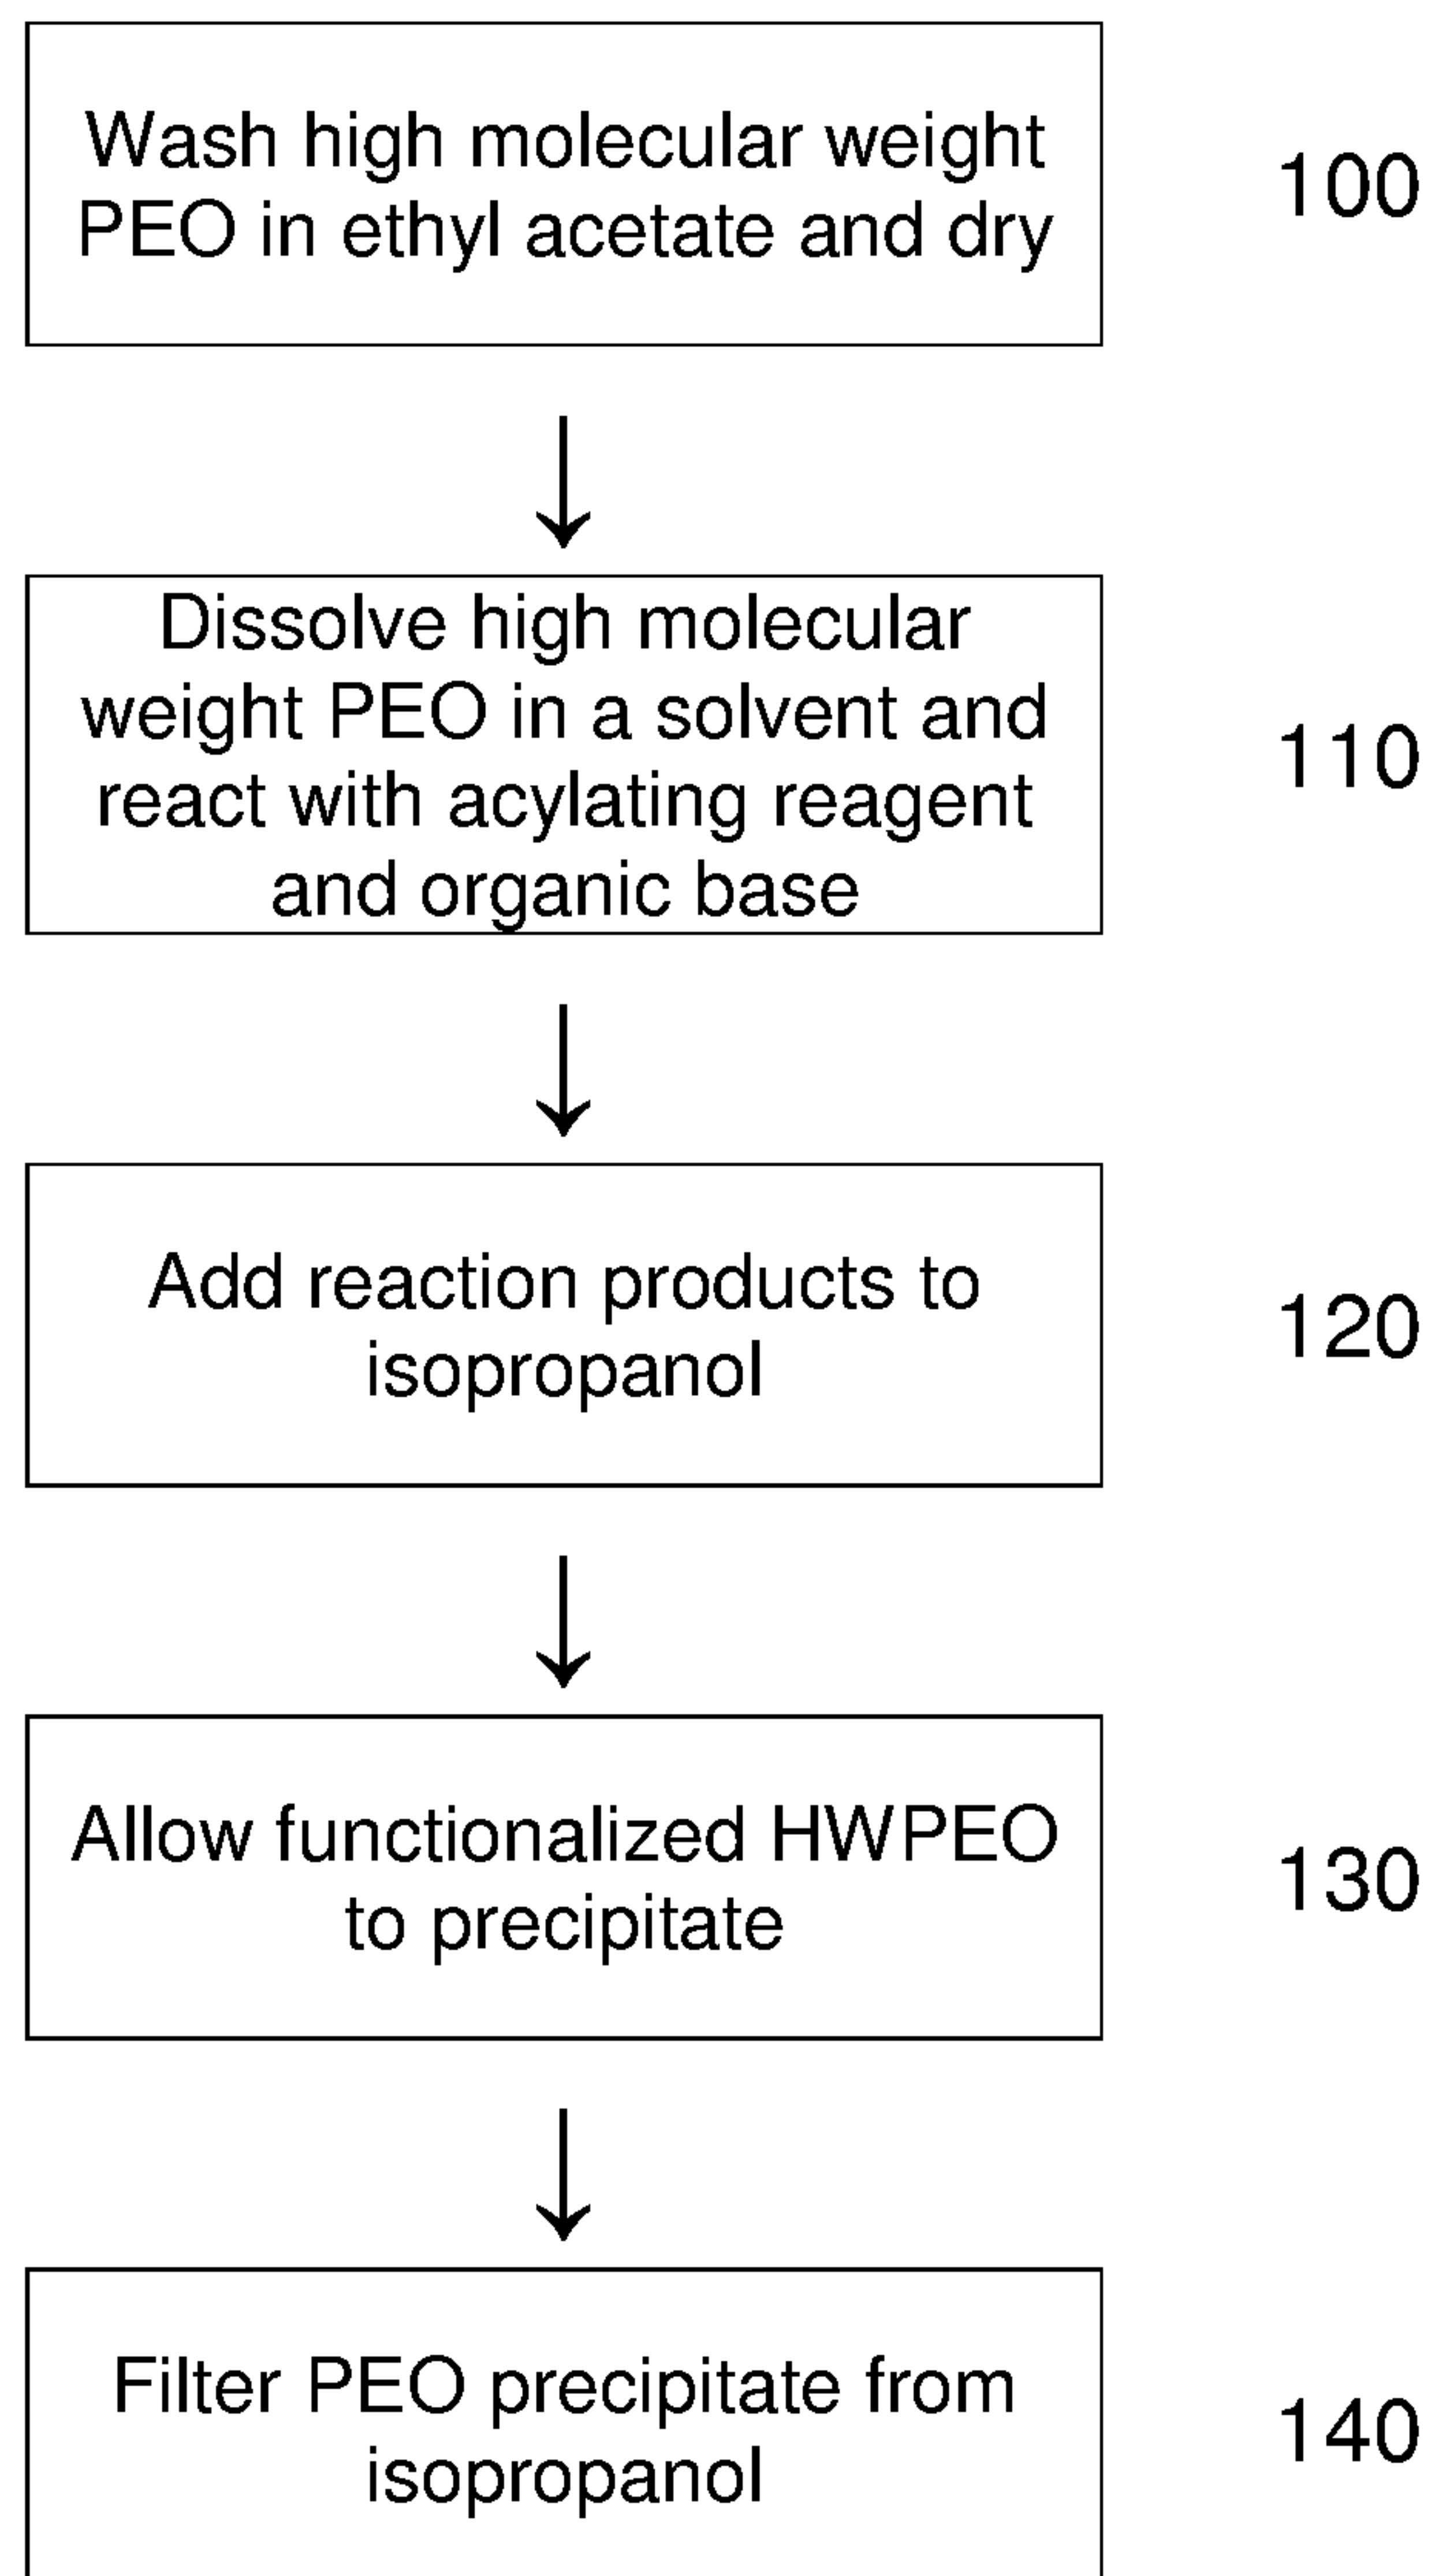 Wash high molecular weight
PEO in ethyl acetate and dry
100
Dissolve high molecular
weight PEO in a solvent and
react with acylating reagent
and organic base
110
Add reaction products to
isopropanol
120
Allow functionalized HWPEO
to precipitate
130
Filter PEO precipitate from
isopropanol
140